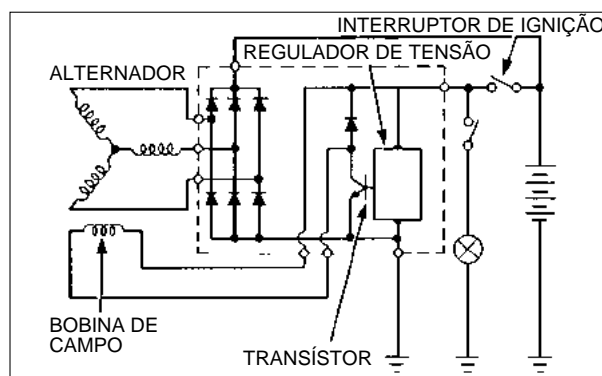 INTERRUPTOR DE IGNIÇÃO
REGULADOR DE TENSÃO
ALTERNADOR
BOBINA DE
CAMPO
TRANSÍSTOR